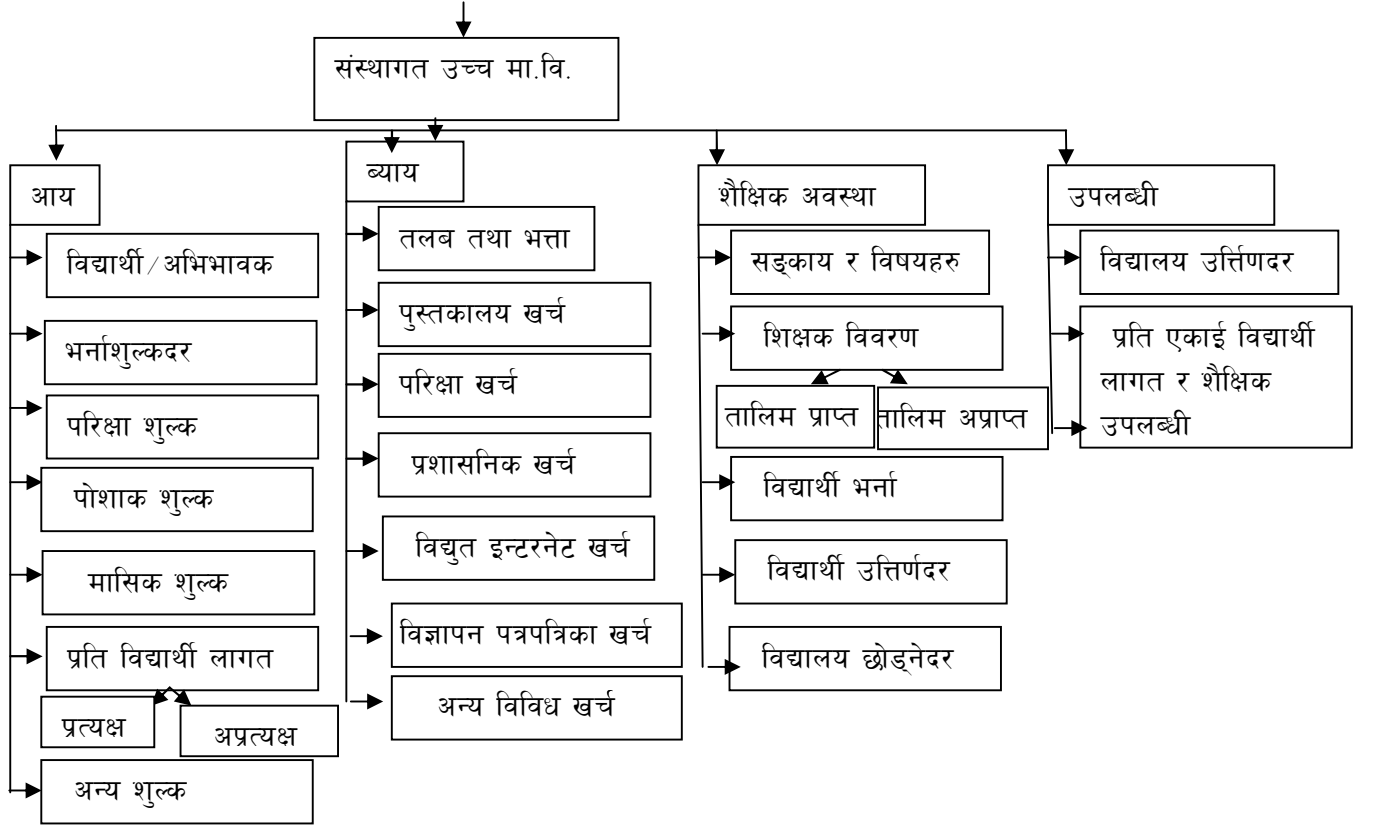 संस्थागत उच्च मा.वि.
आय
विद्यार्थी/अभिभावक
भर्नाशुल्कदर
परिक्षा शुल्क
पोशाक शुल्क
मासिक शुल्क
प्रति विद्यार्थी लागत
प्रत्यक्ष
अप्रत्यक्ष
अन्य शुल्क
ब्याय
तलब तथा भत्ता
पुस्तकालय खर्च
परिक्षा खर्च
प्रशासनिक खर्च
विद्युत इन्टरनेट खर्च
विज्ञापन पत्रपत्रिका खर्च
अन्य विविध खर्च
शैक्षिक अवस्था
सङ्काय र विषयहरु
शिक्षक विवरण
तालिम प्राप्त
तालिम अप्राप्त
विद्यार्थी भर्ना
विद्यार्थी उत्तिर्णदर
विद्यालय छोड्नेदर
उपलब्धी
विद्यालय उर्त्तिणदर
प्रति एकाई विद्यार्थी
लागत र शैक्षिक
उपलब्धी